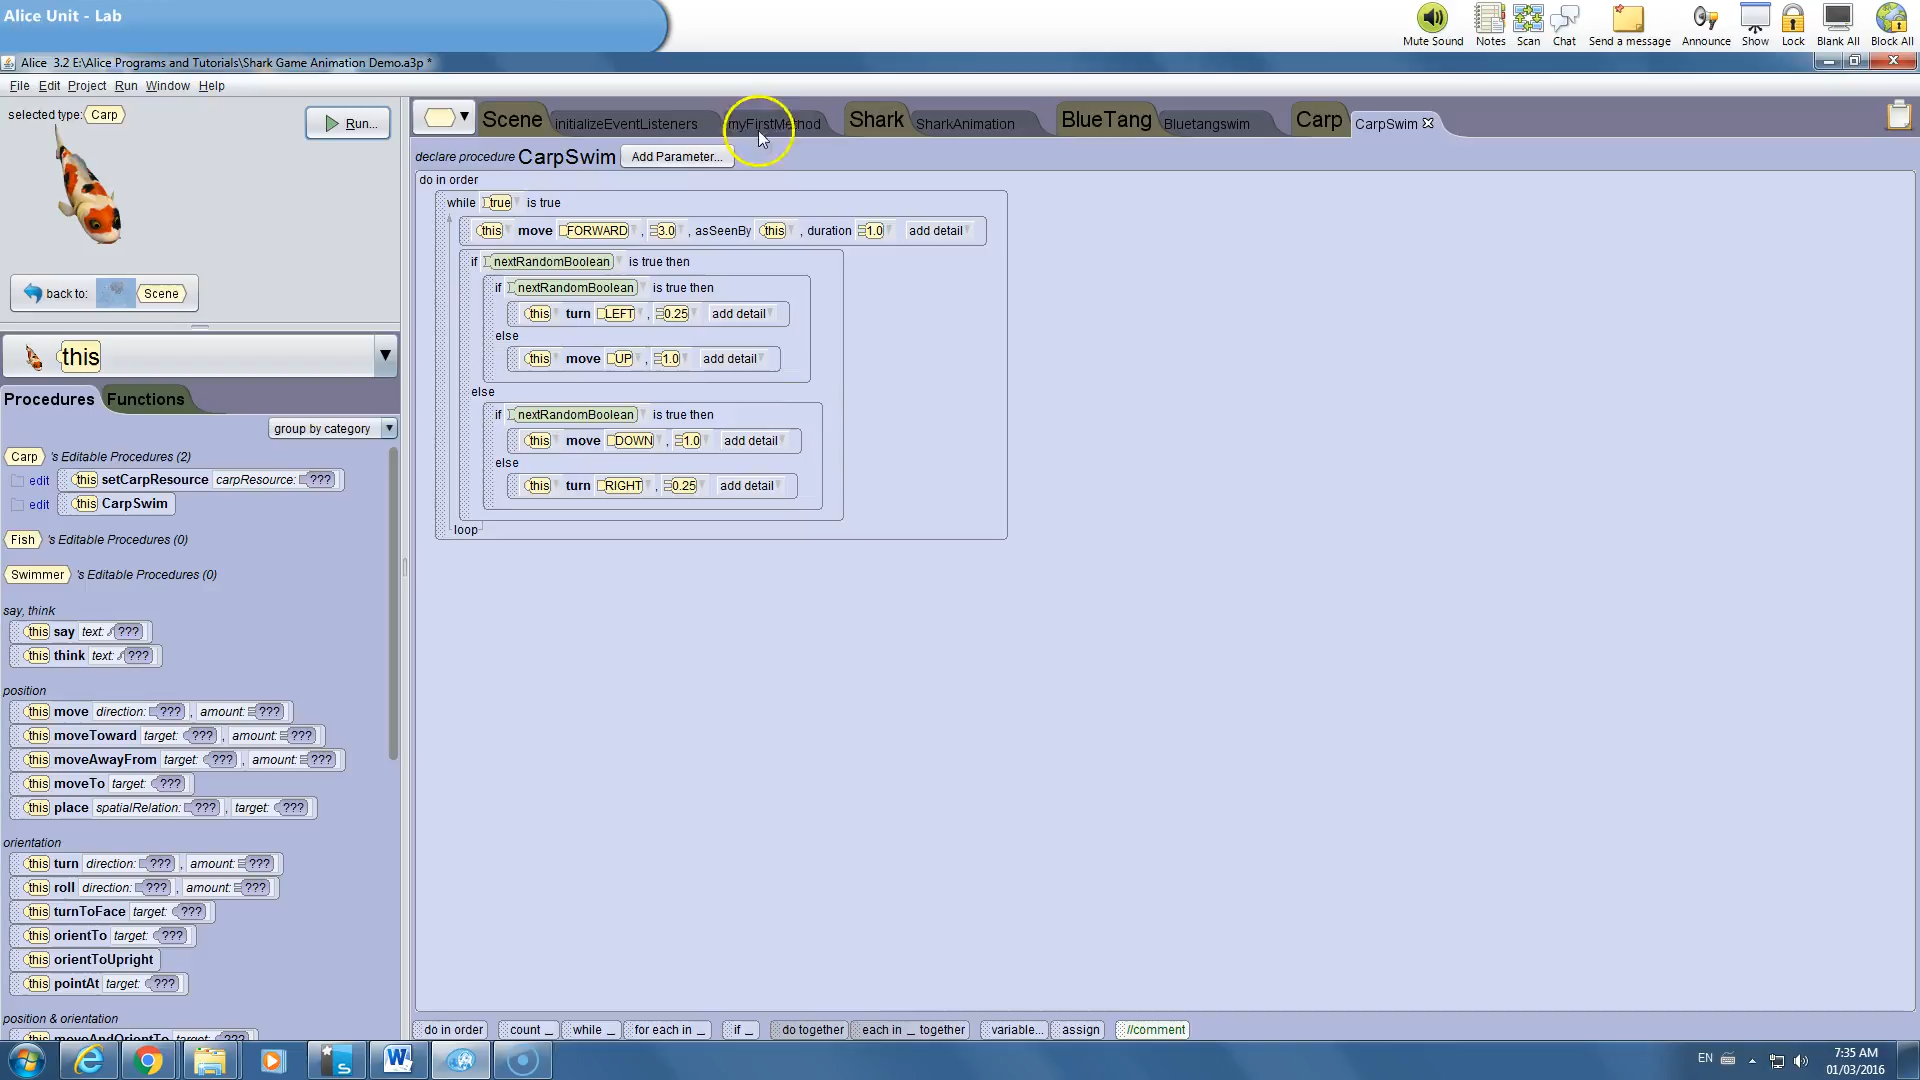 Alice Unit - Lab
Mute Sound Notes Scan Chat Send a message Announce Show Lock Blank All Block All
Alice 3.2 E:\Alice Programs and Tutorials\Shark Game Animation Demo.a3p *
File Edit Project Run Window Help
selected type: Carp
Run...
back to: Scene
this
Procedures Functions
group by category
Carp 's Editable Procedures (2)
edit this setCarpResource carpResource: ???
edit this CarpSwim
Fish 's Editable Procedures (0)
Swimmer 's Editable Procedures (0)
say, think
this say text: ???
this think text: ???
position
this move direction: ??? , amount: ???
this moveToward target: ??? , amount: ???
this moveAwayFrom target: ??? , amount: ???
this moveTo target: ???
this place spatialRelation: ??? , target: ???
orientation
this turn direction: ??? , amount: ???
this roll direction: ??? , amount: ???
this turnToFace target: ???
this orientTo target: ???
this orientToUpright
this pointAt target: ???
position & orientation
this moveAndOrientTo target: ???
Scene initializeEventListeners myFirstMethod Shark SharkAnimation BlueTang Bluetangswim Carp CarpSwim
declare procedure CarpSwim Add Parameter...
do in order
while true is true
this move FORWARD , 3.0 , asSeenBy this , duration 1.0 add detail
if nextRandomBoolean is true then
if nextRandomBoolean is true then
this turn LEFT , 0.25 add detail
else
this move UP , 1.0 add detail
else
if nextRandomBoolean is true then
this move DOWN , 1.0 add detail
else
this turn RIGHT , 0.25 add detail
loop
do in order count _ while _ for each in _ if _ do together each in _ together variable... assign //comment
EN 7:35 AM
01/03/2016